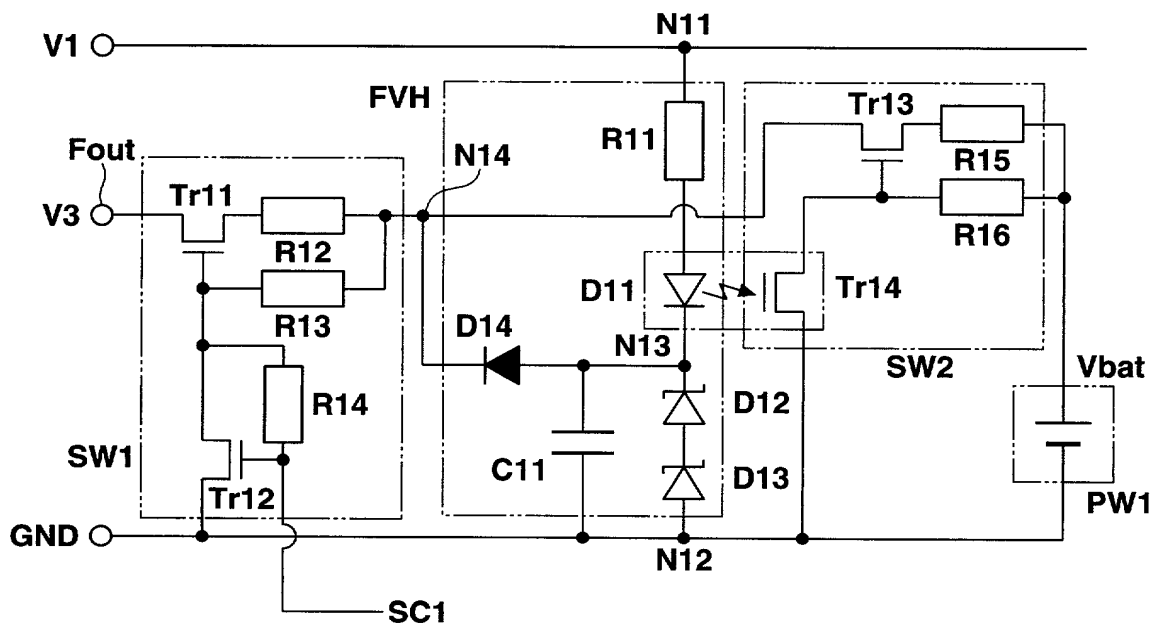 N11
V1
FVH
Tr13
R11
R15
Fout
N14
Tr11
V3
R12
R16
R13
D11
Tr14
D14
N13
SW2
Vbat
R14
D12
SW1
C11
D13
Tr12
PW1
GND
N12
SC1